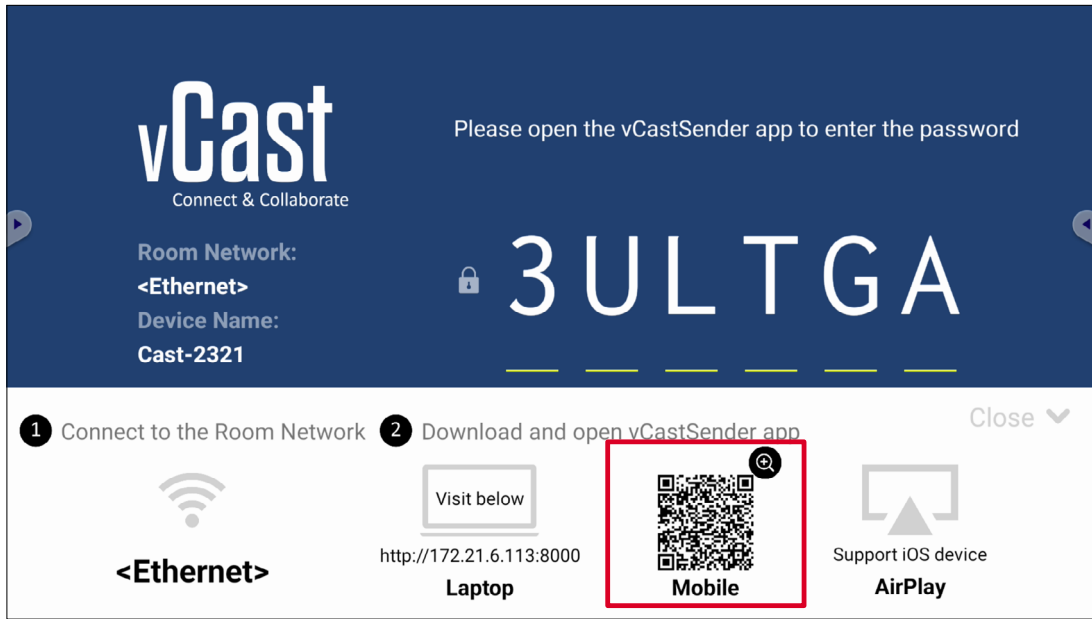 vCast
Connect & Collaborate
Please open the vCastSender app to enter the password
Room Network:
<Ethernet>
Device Name:
Cast-2321
3ULTGA
Close
1 Connect to the Room Network
2 Download and open vCastSender app
<Ethernet>
Visit below
http://172.21.6.113:8000
Laptop
Mobile
Support iOS device
AirPlay